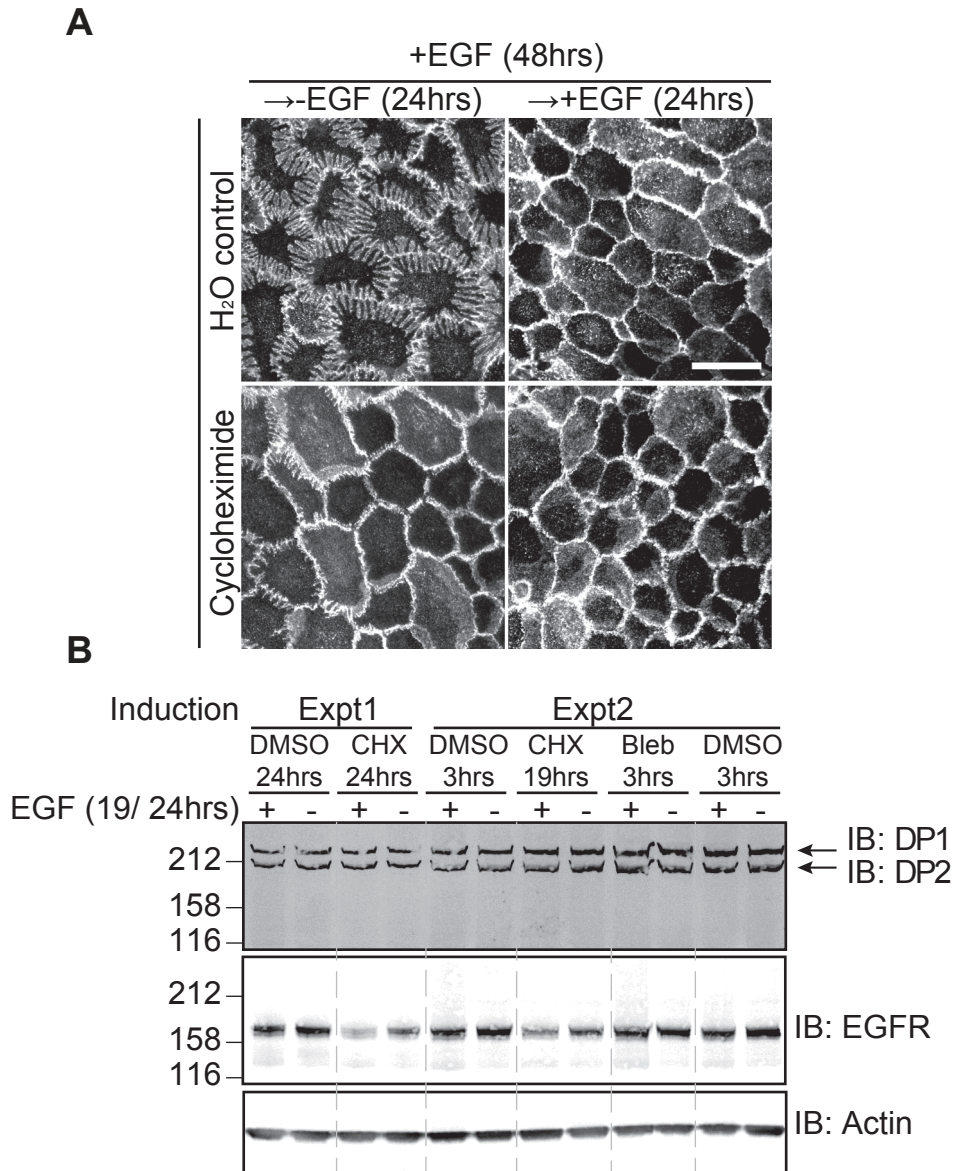 A
+EGF (48hrs)
→-EGF (24hrs) →+EGF (24hrs)
H₂O control
Cycloheximide
B
Induction Expt1 Expt2
DMSO CHX DMSO CHX Bleb DMSO
24hrs 24hrs 3hrs 19hrs 3hrs 3hrs
EGF (19/ 24hrs) + - + - + - + - + - + -
IB: DP1
212
IB: DP2
158
116
212
158
IB: EGFR
116
IB: Actin